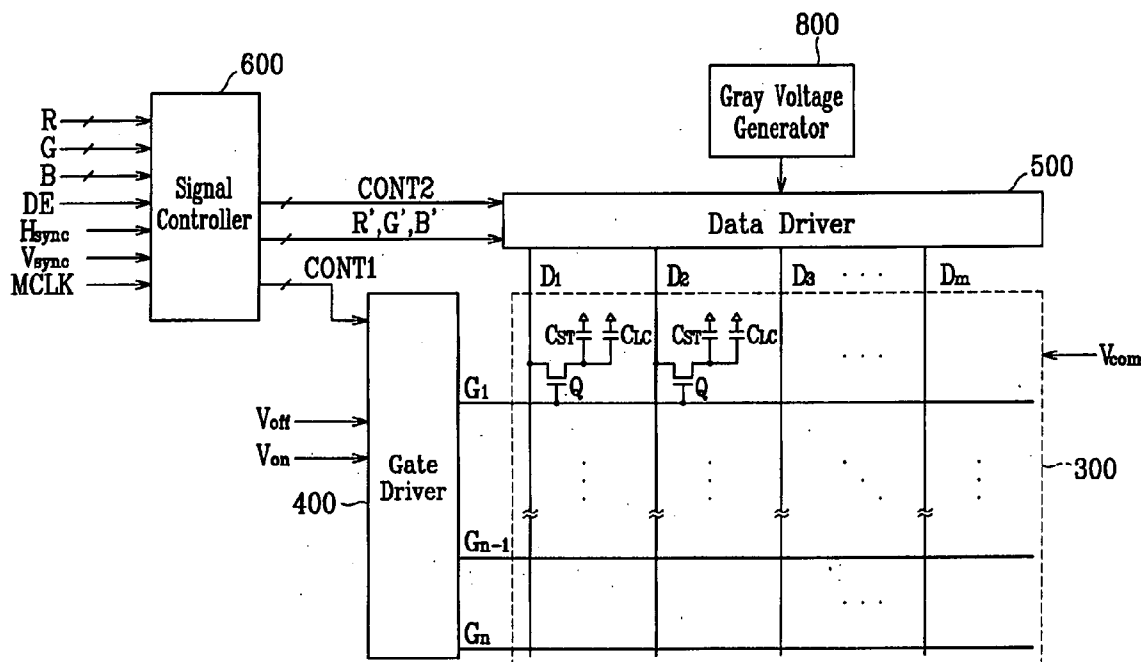 800
600
Gray Voltage
Generator
R
G
B
DE
Hsync
Vsync
MCLK
Signal
Controller
CONT2
R',G',B'
CONT1
500
Data Driver
D1 D2 D3 · · · Dm
CST CLC CST CLC
Vcom
Q Q
G1
Voff
Von
Gate
Driver
400
300
Gn-1
Gn